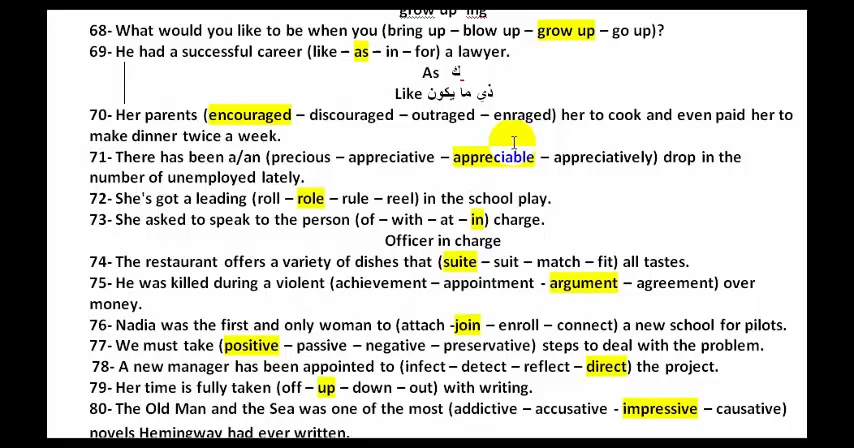 grow up ing
68- What would you like to be when you (bring up – blow up – grow up – go up)?
69- He had a successful career (like – as – in – for) a lawyer.
As ك
Like ذي ما يكون
70- Her parents (encouraged – discouraged – outraged – enraged) her to cook and even paid her to
make dinner twice a week.
71- There has been a/an (precious – appreciative – appreciable – appreciatively) drop in the
number of unemployed lately.
72- She's got a leading (roll – role – rule – reel) in the school play.
73- She asked to speak to the person (of – with – at – in) charge.
Officer in charge
74- The restaurant offers a variety of dishes that (suite – suit – match – fit) all tastes.
75- He was killed during a violent (achievement – appointment - argument – agreement) over
money.
76- Nadia was the first and only woman to (attach -join – enroll – connect) a new school for pilots.
77- We must take (positive – passive – negative – preservative) steps to deal with the problem.
78- A new manager has been appointed to (infect – detect – reflect – direct) the project.
79- Her time is fully taken (off – up – down – out) with writing.
80- The Old Man and the Sea was one of the most (addictive – accusative - impressive – causative)
novels Hemingway had ever written.